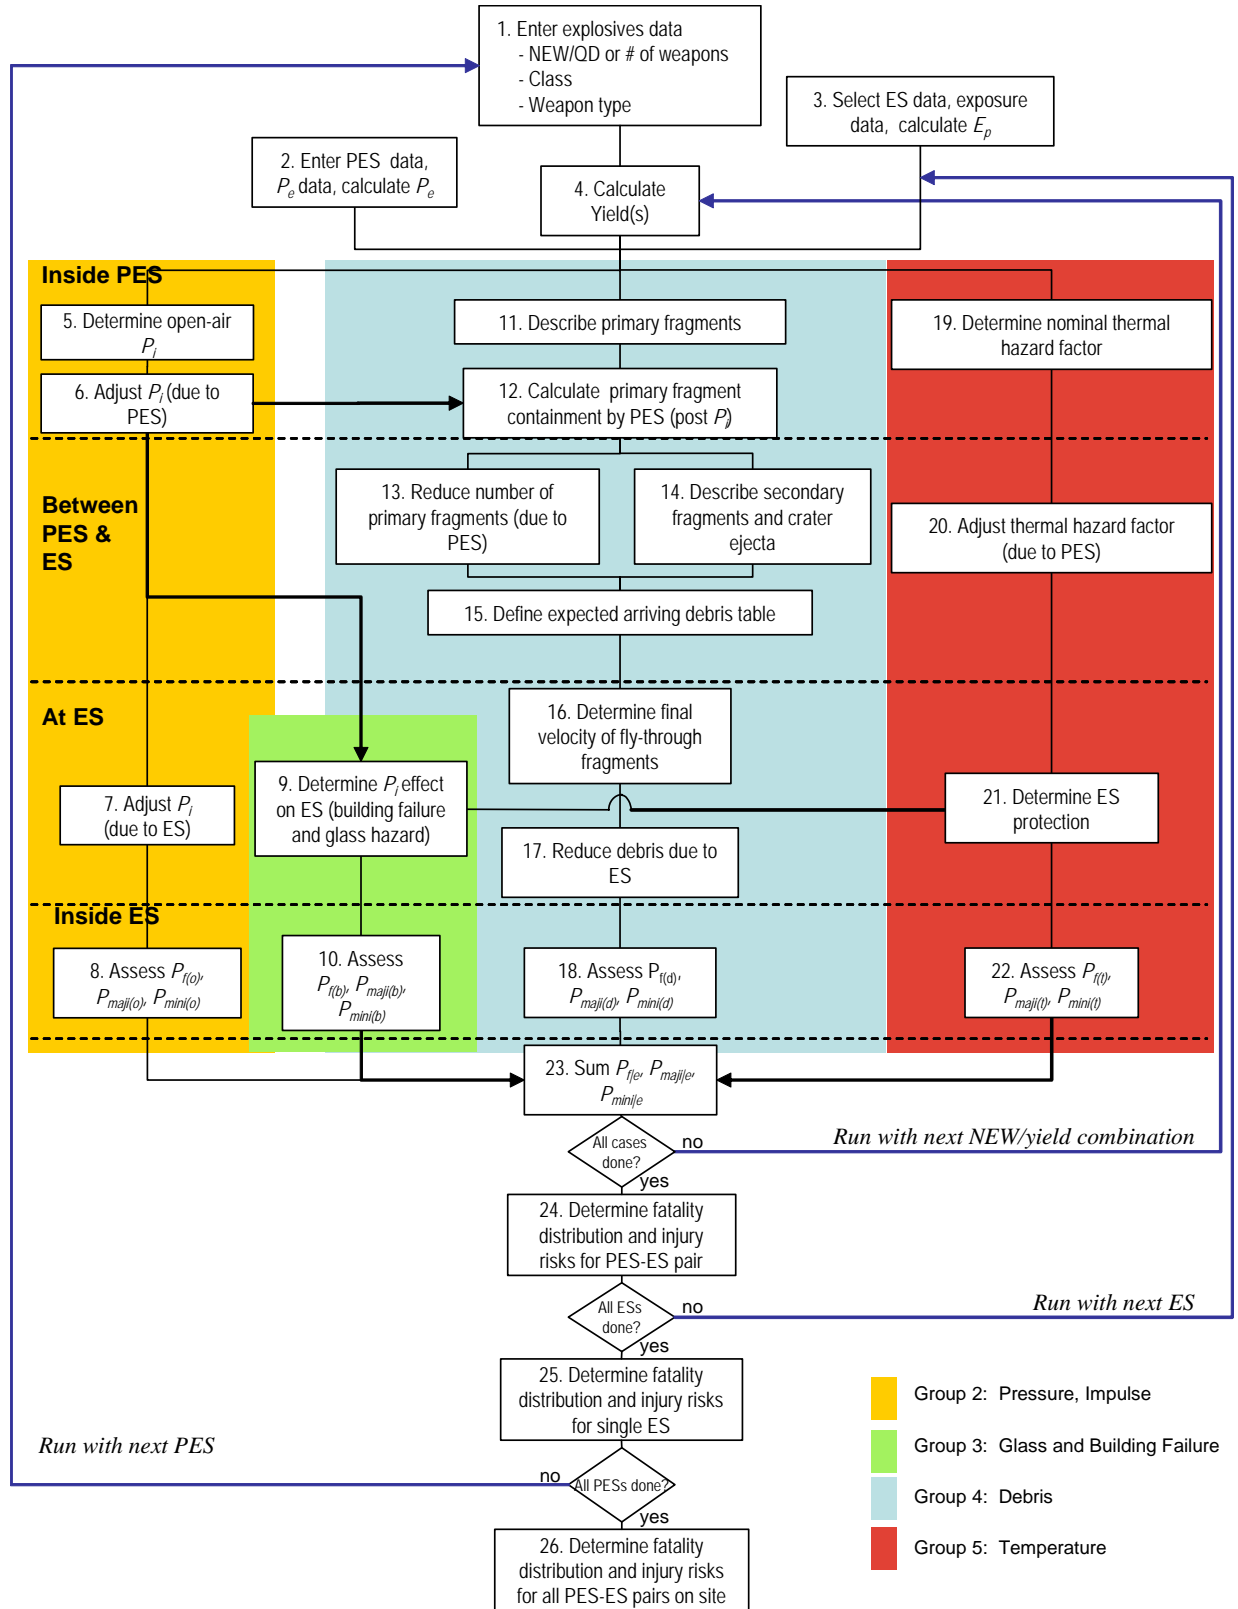 1. Enter explosives data
- NEW/QD or # of weapons
- Class
- Weapon type
3. Select ES data, exposure
data, calculate Ep
2. Enter PES data,
Pe data, calculate Pe
4. Calculate
Yield(s)
Inside PES
5. Determine open-air
Pi
11. Describe primary fragments
19. Determine nominal thermal
hazard factor
6. Adjust Pi (due to
PES)
12. Calculate primary fragment
containment by PES (post Pi)
Between
PES &
ES
13. Reduce number of
primary fragments (due to
PES)
14. Describe secondary
fragments and crater
ejecta
20. Adjust thermal hazard factor
(due to PES)
15. Define expected arriving debris table
At ES
16. Determine final
velocity of fly-through
fragments
7. Adjust Pi
(due to ES)
9. Determine Pi effect
on ES (building failure
and glass hazard)
21. Determine ES
protection
17. Reduce debris due to
ES
Inside ES
8. Assess Pf(o),
Pmaji(o), Pmini(o)
10. Assess
Pf(b), Pmaji(b),
Pmini(b)
18. Assess Pf(d),
Pmaji(d), Pmini(d)
22. Assess Pf(t),
Pmaji(t), Pmini(t)
23. Sum Pf|e, Pmaji|e,
Pmini|e
All cases
done?
no
Run with next NEW/yield combination
yes
24. Determine fatality
distribution and injury
risks for PES-ES pair
All ESs
done?
no
Run with next ES
yes
25. Determine fatality
distribution and injury risks
for single ES
Run with next PES
no
All PESs done?
yes
26. Determine fatality
distribution and injury risks
for all PES-ES pairs on site
Group 2: Pressure, Impulse
Group 3: Glass and Building Failure
Group 4: Debris
Group 5: Temperature